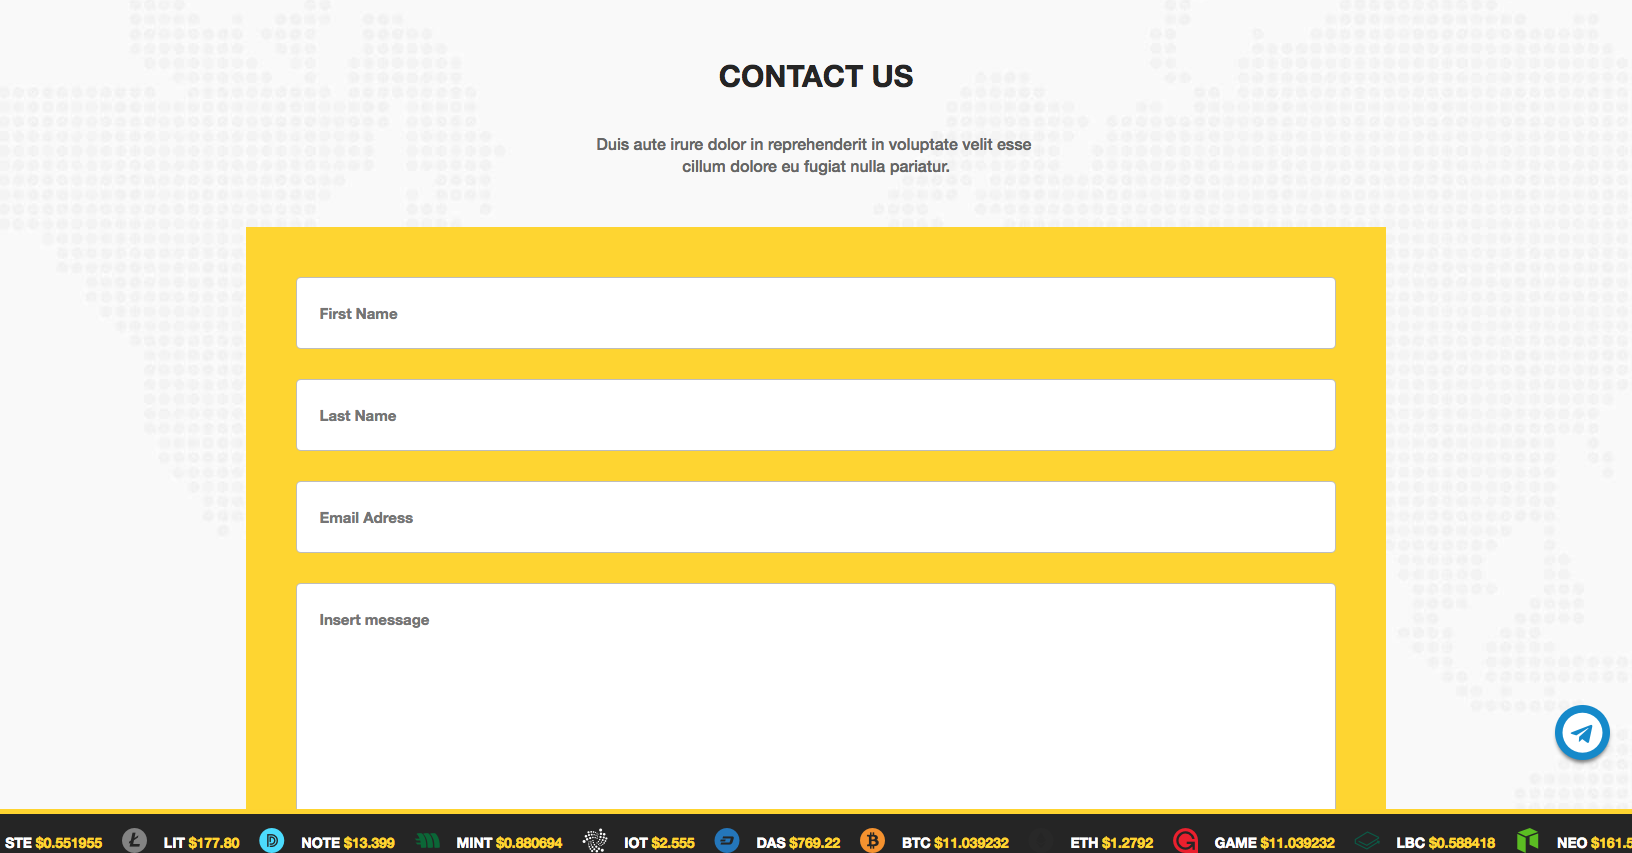 CONTACT US
Duis aute irure dolor in reprehenderit in voluptate velit esse
cillum dolore eu fugiat nulla pariatur.
First Name
Last Name
Email Adress
Insert message
STE $0.551955 LIT $177.80 NOTE $13.399 MINT $0.880694 IOT $2.555 DAS $769.22 BTC $11.039232 ETH $1.2792 GAME $11.039232 LBC $0.588418 NEO $161.5